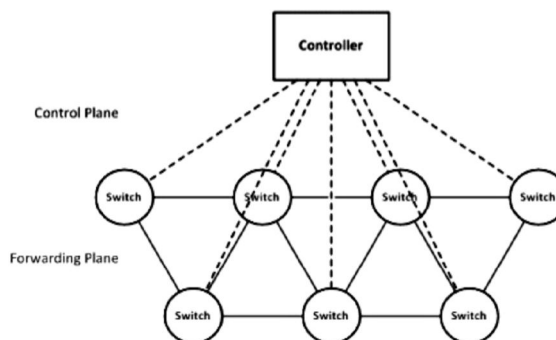 Controller
Control Plane
Switch Switch Switch Switch
Forwarding Plane
Switch Switch Switch